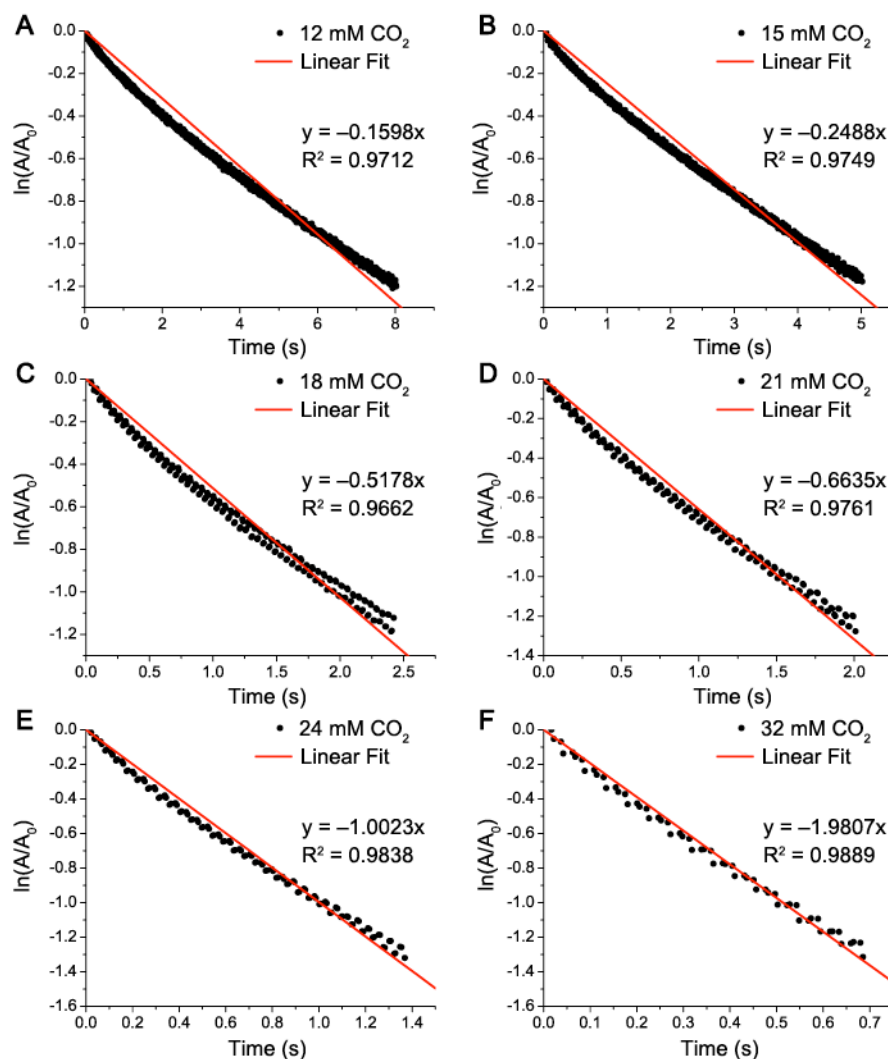 A
12 mM CO₂
Linear Fit
y = –0.1598x
R² = 0.9712
0.0
-0.2
-0.4
-0.6
-0.8
-1.0
-1.2
ln(A/A₀)
0 2 4 6 8
Time (s)
B
15 mM CO₂
Linear Fit
y = –0.2488x
R² = 0.9749
0.0
-0.2
-0.4
-0.6
-0.8
-1.0
-1.2
ln(A/A₀)
0 1 2 3 4 5
Time (s)
C
18 mM CO₂
Linear Fit
y = –0.5178x
R² = 0.9662
0.0
-0.2
-0.4
-0.6
-0.8
-1.0
-1.2
ln(A/A₀)
0.0 0.5 1.0 1.5 2.0 2.5
Time (s)
D
21 mM CO₂
Linear Fit
y = –0.6635x
R² = 0.9761
0.0
-0.2
-0.4
-0.6
-0.8
-1.0
-1.2
-1.4
ln(A/A₀)
0.0 0.5 1.0 1.5 2.0
Time (s)
E
24 mM CO₂
Linear Fit
y = –1.0023x
R² = 0.9838
0.0
-0.2
-0.4
-0.6
-0.8
-1.0
-1.2
-1.4
-1.6
ln(A/A₀)
0.0 0.2 0.4 0.6 0.8 1.0 1.2 1.4
Time (s)
F
32 mM CO₂
Linear Fit
y = –1.9807x
R² = 0.9889
0.0
-0.2
-0.4
-0.6
-0.8
-1.0
-1.2
-1.4
-1.6
ln(A/A₀)
0.0 0.1 0.2 0.3 0.4 0.5 0.6 0.7
Time (s)